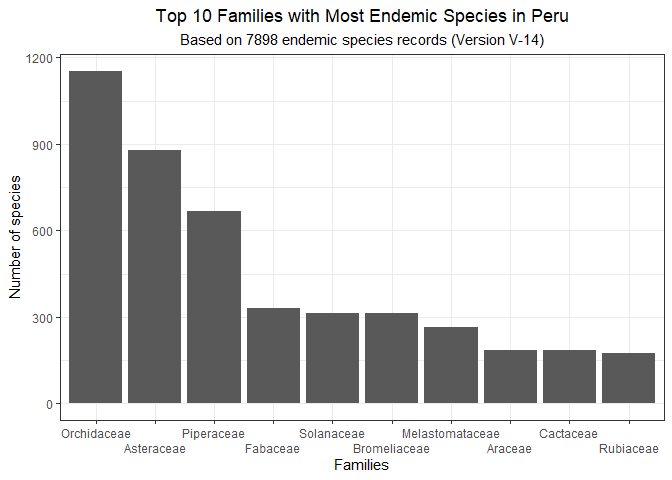 Top 10 Families with Most Endemic Species in Peru
Based on 7898 endemic species records (Version V-14)
Number of species
1200
900
600
300
0
Orchidaceae Piperaceae Solanaceae Melastomataceae Cactaceae
Asteraceae Fabaceae Bromeliaceae Araceae Rubiaceae
Families